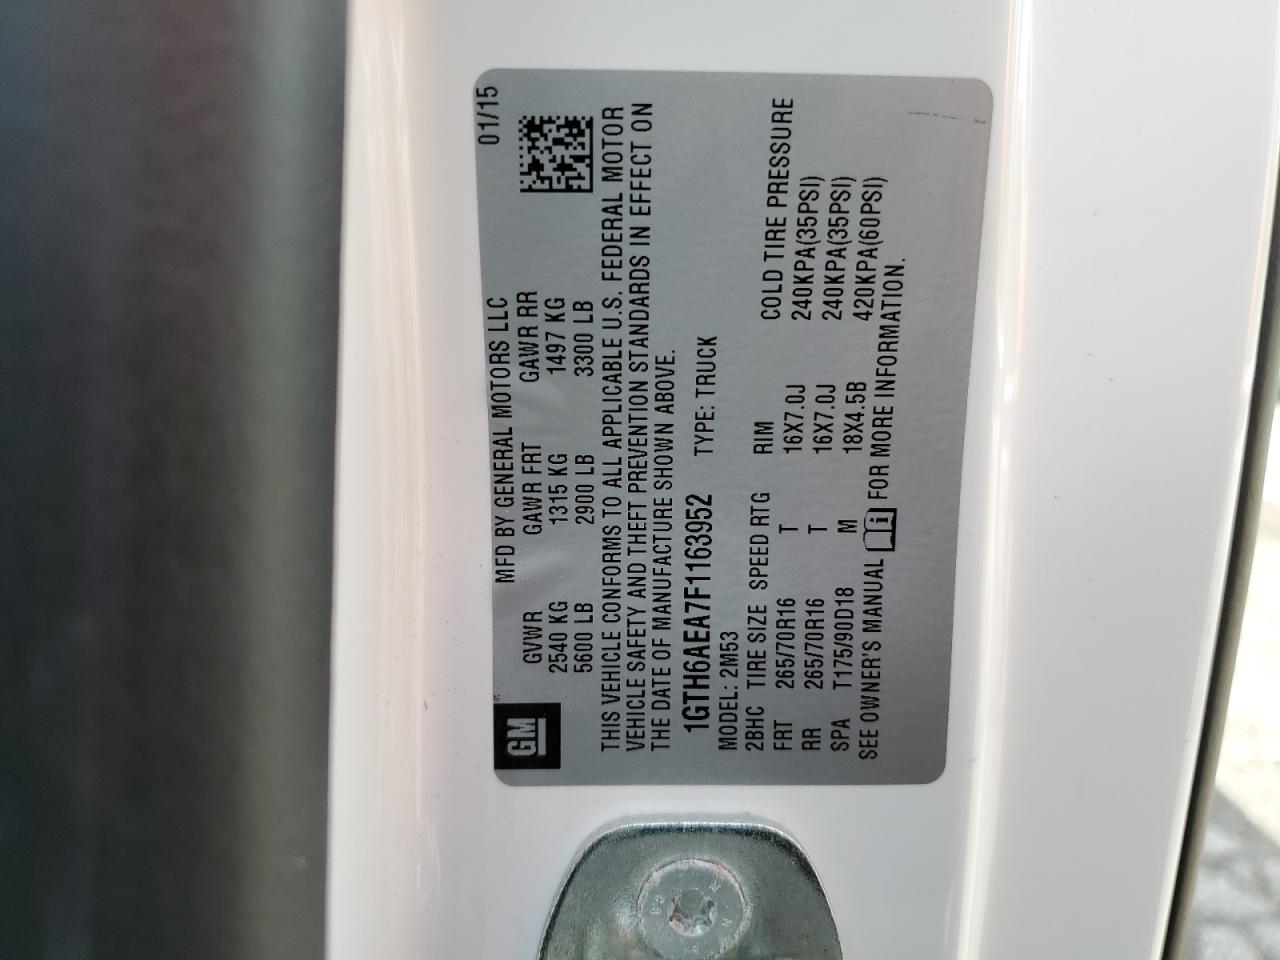 01/15
MFD BY GENERAL MOTORS LLC
GM
GVWR GAWR FRT GAWR RR
2540 KG 1315 KG 1497 KG
5600 LB 2900 LB 3300 LB
THIS VEHICLE CONFORMS TO ALL APPLICABLE U.S. FEDERAL MOTOR
VEHICLE SAFETY AND THEFT PREVENTION STANDARDS IN EFFECT ON
THE DATE OF MANUFACTURE SHOWN ABOVE.
1GTH6AEA7F1163952 TYPE: TRUCK
MODEL: 2M53
2BHC TIRE SIZE SPEED RTG RIM COLD TIRE PRESSURE
FRT 265/70R16 T 16X7.0J 240KPA(35PSI)
RR 265/70R16 T 16X7.0J 240KPA(35PSI)
SPA T175/90D18 M 18X4.5B 420KPA(60PSI)
SEE OWNER'S MANUAL i FOR MORE INFORMATION.